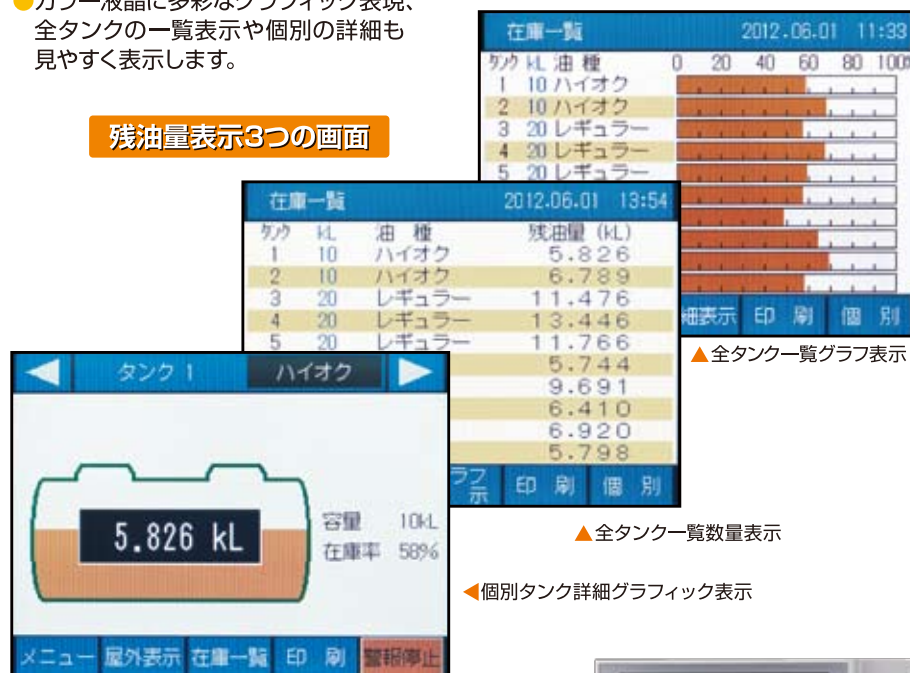 ●カラー液晶に多彩なグラフィック表現、
全タンクの一覧表示や個別の詳細も
見やすく表示します。
残油量表示3つの画面
在庫一覧 2012.06.01 11:33
タンク kL 油種 0 20 40 60 80 100%
1 10 ハイオク
2 10 ハイオク
3 20 レギュラー
4 20 レギュラー
5 20 レギュラー
細表示 印刷 個別
▲全タンク一覧グラフ表示
在庫一覧 2012.06.01 13:54
タンク kL 油種 残油量 (kL)
1 10 ハイオク 5.826
2 10 ハイオク 6.789
3 20 レギュラー 11.476
4 20 レギュラー 13.446
5 20 レギュラー 11.766
5.744
9.691
6.410
6.920
5.798
ラフ
示 印刷 個別
▲全タンク一覧数量表示
タンク 1 ハイオク
5.826 kL
容量 10kL
在庫率 58%
メニュー 屋外表示 在庫一覧 印刷 警報停止
◀個別タンク詳細グラフィック表示